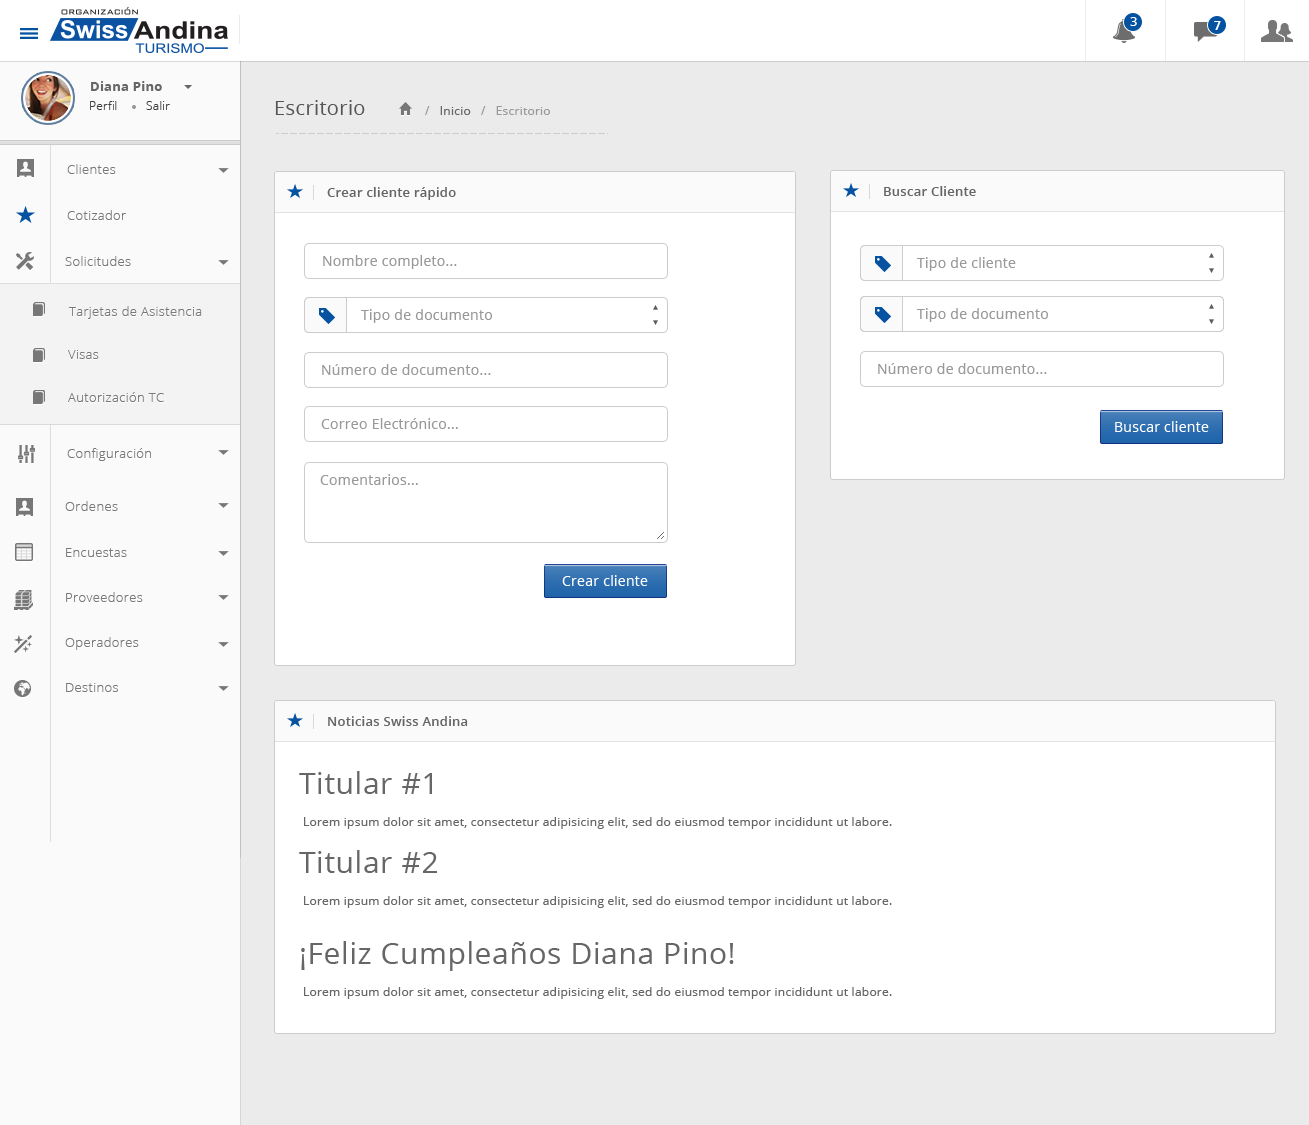 ORGANIZACIÓN
SwissAndina
TURISMO
3
7
Diana Pino
Perfil • Salir
Clientes
Cotizador
Solicitudes
Tarjetas de Asistencia
Visas
Autorización TC
Configuración
Ordenes
Encuestas
Proveedores
Operadores
Destinos
Escritorio / Inicio / Escritorio
Crear cliente rápido
Nombre completo...
Tipo de documento
Número de documento...
Correo Electrónico...
Comentarios...
Crear cliente
Buscar Cliente
Tipo de cliente
Tipo de documento
Número de documento...
Buscar cliente
Noticias Swiss Andina
Titular #1
Lorem ipsum dolor sit amet, consectetur adipisicing elit, sed do eiusmod tempor incididunt ut labore.
Titular #2
Lorem ipsum dolor sit amet, consectetur adipisicing elit, sed do eiusmod tempor incididunt ut labore.
¡Feliz Cumpleaños Diana Pino!
Lorem ipsum dolor sit amet, consectetur adipisicing elit, sed do eiusmod tempor incididunt ut labore.